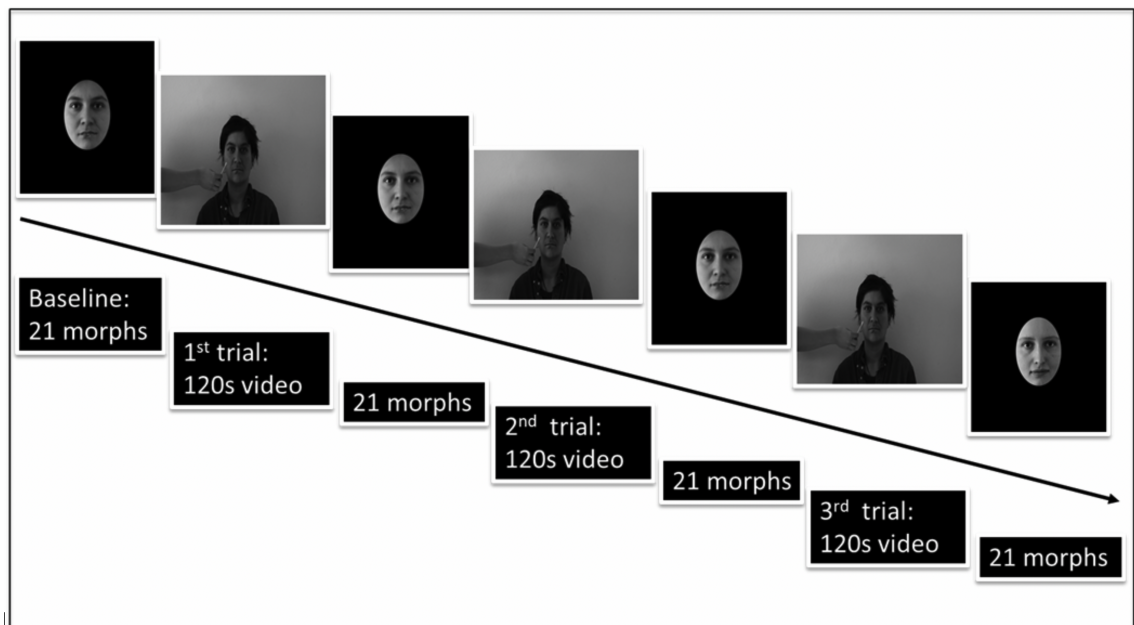 Baseline:
21 morphs
1st trial:
120s video
21 morphs
2nd trial:
120s video
21 morphs
3rd trial:
120s video
21 morphs